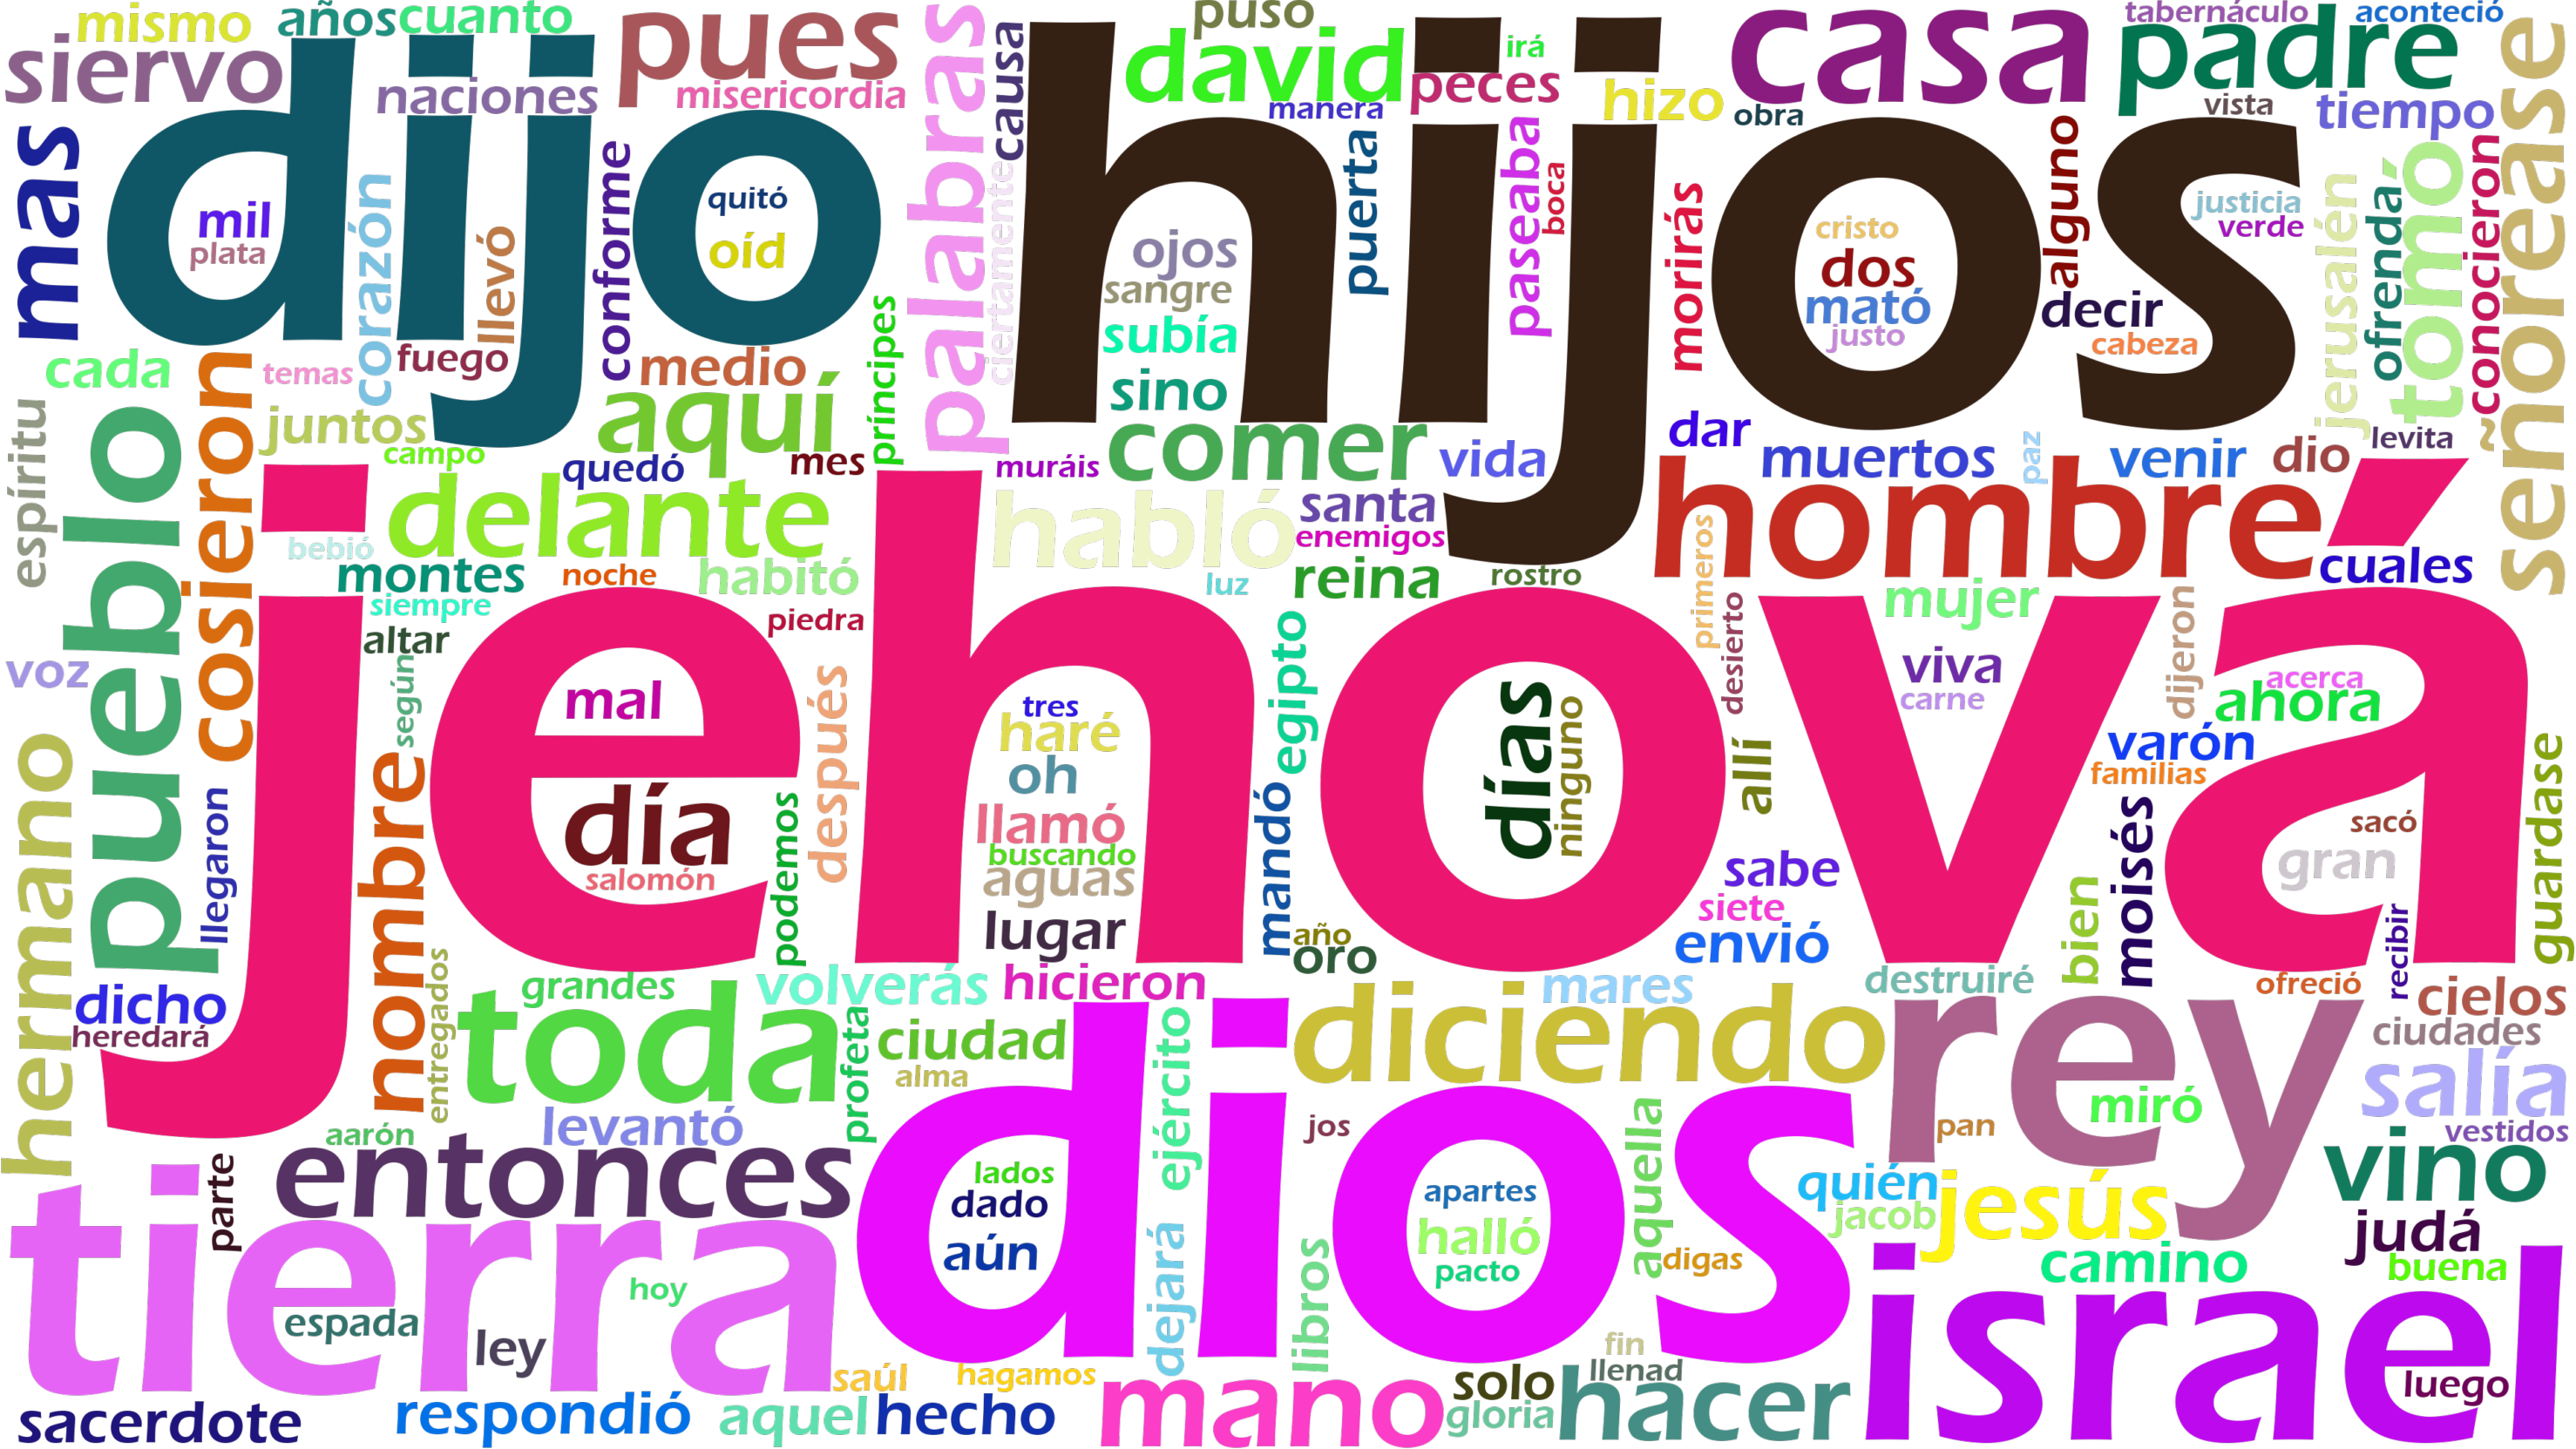 mismo
años
cuanto
pues
palabras
causa
puso
david
irá
casa
tabernáculo
aconteció
padre
señorease
siervo
dijo
naciones
misericordia
hijos
manera
peces
hizo
obra
vista
tiempo
mas
mil
plata
corazón
llevó
conforme
quitó
oíd
príncipes
ciertamente
ojos
sangre
subía
sino
puerta
paseaba
boca
morirás
cristo
dos
mató
justo
alguno
decir
justicia
verde
cabeza
jerusalén
ofrenda
tomó
conocieron
cada
temas
fuego
medio
aquí
espíritu
pueblo
cosieron
juntos
campo
quedó
mes
muráis
comer
vida
dar
muertos
paz
venir
dio
levita
delante
bebió
montes
siempre
altar
noche
habitó
piedra
habló
santa
enemigos
luz
reina
rostro
hombre
primeros
desierto
mujer
cuales
jehová
voz
según
mal
día
salomón
después
podemos
tres
haré
oh
llamó
buscando
aguas
lugar
egipto
mandó
días
ninguno
allí
viva
carne
dijeron
acerca
ahora
varón
familias
moisés
sacó
gran
guardase
hermano
llegaron
nombre
año
oro
sabe
siete
envió
bien
recibir
dicho
heredará
entregados
grandes
toda
volverás
hicieron
mares
destruiré
ofreció
cielos
ciudades
profeta
ciudad
alma
ejército
diciendo
rey
miró
salía
vestidos
aarón
levantó
entonces
dios
jos
aquella
pan
quién
jacob
jesús
vino
judá
buena
parte
tierra
lados
dado
aún
dejará
libros
apartes
halló
pacto
digas
camino
israel
hoy
espada
ley
saúl
hagamos
fin
llenad
solo
gloria
luego
sacerdote
respondió
aquel
hecho
mano
hacer